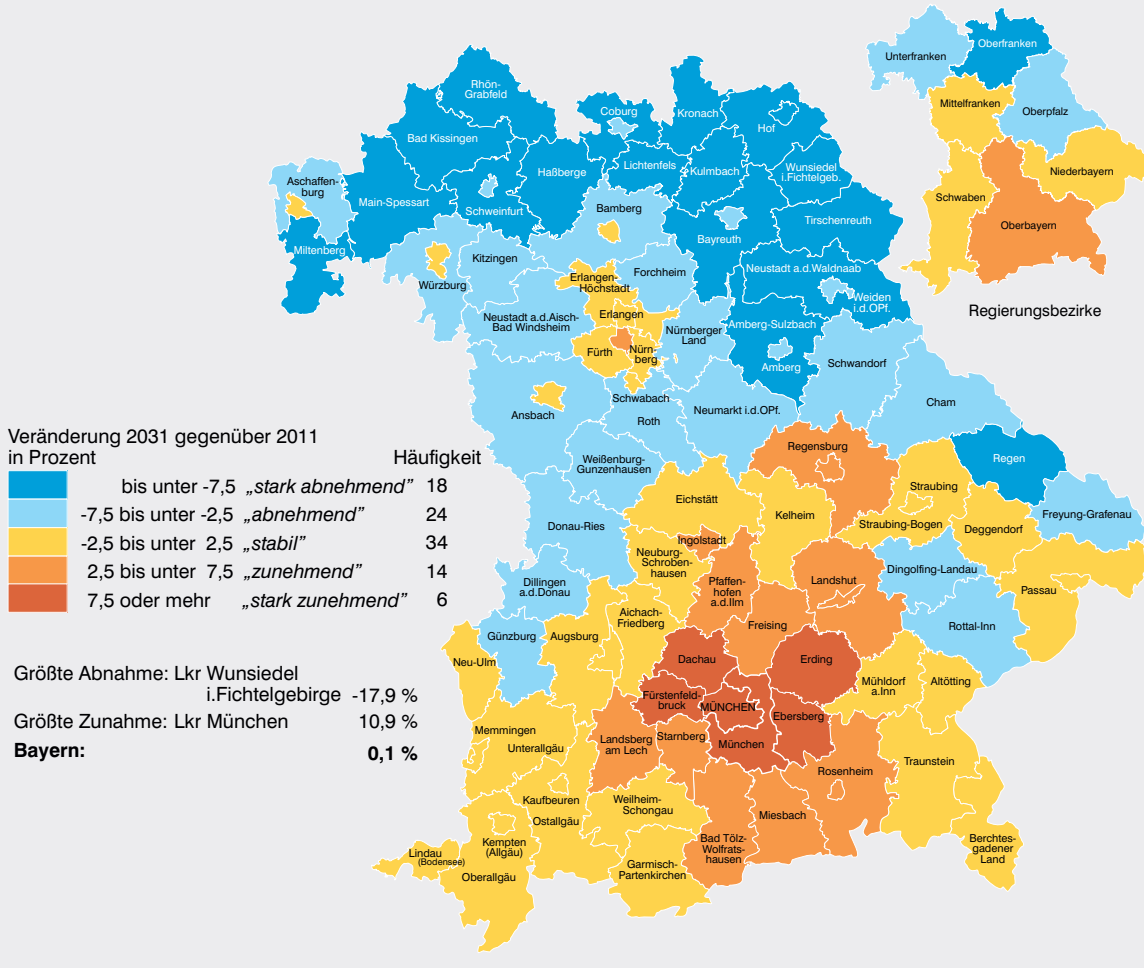 Unterfranken
Oberfranken
Mittelfranken
Oberpfalz
Niederbayern
Schwaben
Oberbayern
Regierungsbezirke
Rhön-
Grabfeld
Coburg
Kronach
Hof
Bad Kissingen
Lichtenfels
Kulmbach
Wunsiedel
i.Fichtelgeb.
Haßberge
Aschaffen-
burg
Main-Spessart
Schweinfurt
Bamberg
Tirschenreuth
Miltenberg
Bayreuth
Kitzingen
Würzburg
Erlangen-
Höchstadt
Forchheim
Neustadt a.d.Waldnaab
Weiden
i.d.OPf.
Neustadt a.d.Aisch-
Bad Windsheim
Erlangen
Nürnberger
Land
Amberg-Sulzbach
Fürth
Nürn-
berg
Amberg
Schwandorf
Ansbach
Schwabach
Roth
Neumarkt i.d.OPf.
Cham
Weißenburg-
Gunzenhausen
Regensburg
Regen
Eichstätt
Kelheim
Straubing
Straubing-Bogen
Deggendorf
Freyung-Grafenau
Donau-Ries
Ingolstadt
Neuburg-
Schroben-
hausen
Dillingen
a.d.Donau
Pfaffen-
hofen
a.d.Ilm
Landshut
Dingolfing-Landau
Passau
Aichach-
Friedberg
Freising
Rottal-Inn
Günzburg
Augsburg
Neu-Ulm
Dachau
Erding
Mühldorf
a.Inn
Altötting
Fürstenfeld-
bruck
MÜNCHEN
Ebersberg
München
Memmingen
Unterallgäu
Landsberg
am Lech
Starnberg
Rosenheim
Traunstein
Kaufbeuren
Ostallgäu
Weilheim-
Schongau
Miesbach
Bad Tölz-
Wolfrats-
hausen
Berchtes-
gadener
Land
Kempten
(Allgäu)
Lindau
(Bodensee)
Oberallgäu
Garmisch-
Partenkirchen
Veränderung 2031 gegenüber 2011
in Prozent Häufigkeit
bis unter -7,5 „stark abnehmend” 18
-7,5 bis unter -2,5 „abnehmend” 24
-2,5 bis unter 2,5 „stabil” 34
2,5 bis unter 7,5 „zunehmend” 14
7,5 oder mehr „stark zunehmend” 6
Größte Abnahme: Lkr Wunsiedel
i.Fichtelgebirge -17,9 %
Größte Zunahme: Lkr München 10,9 %
Bayern: 0,1 %